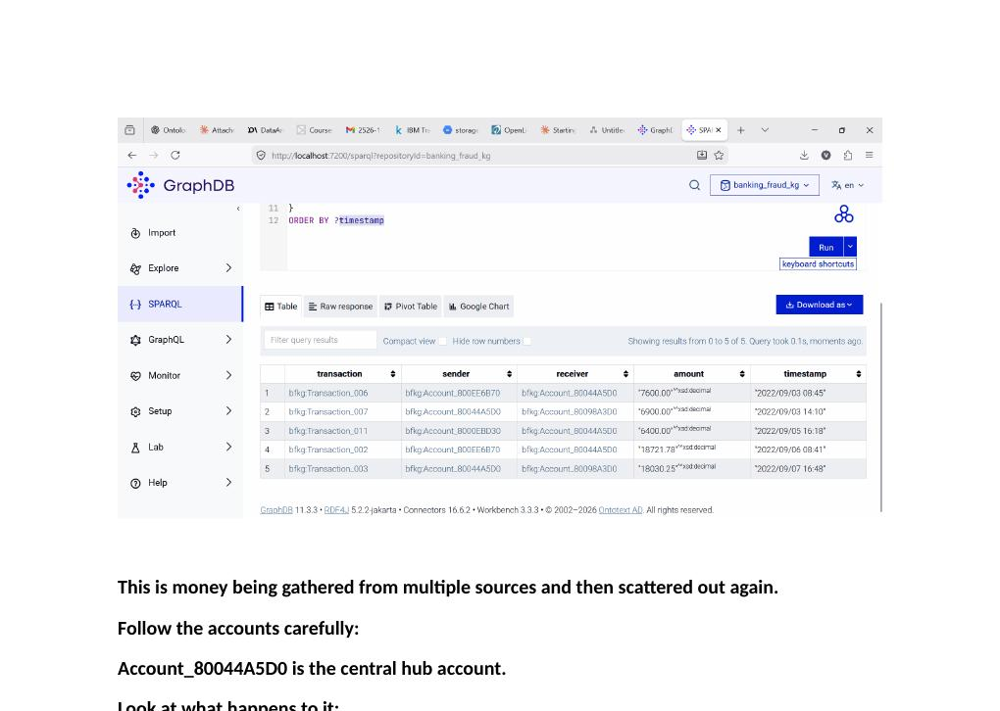 Ontolo
Attach
DataAr
Course
2526-1
IBM Tra
storage
OpenLi
Starting
Untitle
GraphD
SPA
http://localhost:7200/sparql?repositoryId=banking_fraud_kg
GraphDB
banking_fraud_kg
en
Import
Explore
SPARQL
GraphQL
Monitor
Setup
Lab
Help
11 }
12 ORDER BY ?timestamp
Run
keyboard shortcuts
Table Raw response Pivot Table Google Chart
Download as
Filter query results Compact view Hide row numbers Showing results from 0 to 5 of 5. Query took 0.1s, moments ago.
transaction sender receiver amount timestamp
1 bfkg:Transaction_006 bfkg:Account_800EE6B70 bfkg:Account_80044A5D0 "7600.00"^^xsd:decimal "2022/09/03 08:45"
2 bfkg:Transaction_007 bfkg:Account_80044A5D0 bfkg:Account_80098A3D0 "6900.00"^^xsd:decimal "2022/09/03 14:10"
3 bfkg:Transaction_011 bfkg:Account_8000EBD30 bfkg:Account_80044A5D0 "6400.00"^^xsd:decimal "2022/09/05 16:18"
4 bfkg:Transaction_002 bfkg:Account_800EE6B70 bfkg:Account_80044A5D0 "18721.78"^^xsd:decimal "2022/09/06 08:41"
5 bfkg:Transaction_003 bfkg:Account_80044A5D0 bfkg:Account_80098A3D0 "18030.25"^^xsd:decimal "2022/09/07 16:48"
GraphDB 11.3.3 • RDF4J 5.2.2-jakarta • Connectors 16.6.2 • Workbench 3.3.3 • © 2002–2026 Ontotext AD. All rights reserved.
This is money being gathered from multiple sources and then scattered out again.
Follow the accounts carefully:
Account_80044A5D0 is the central hub account.
Look at what happens to it: